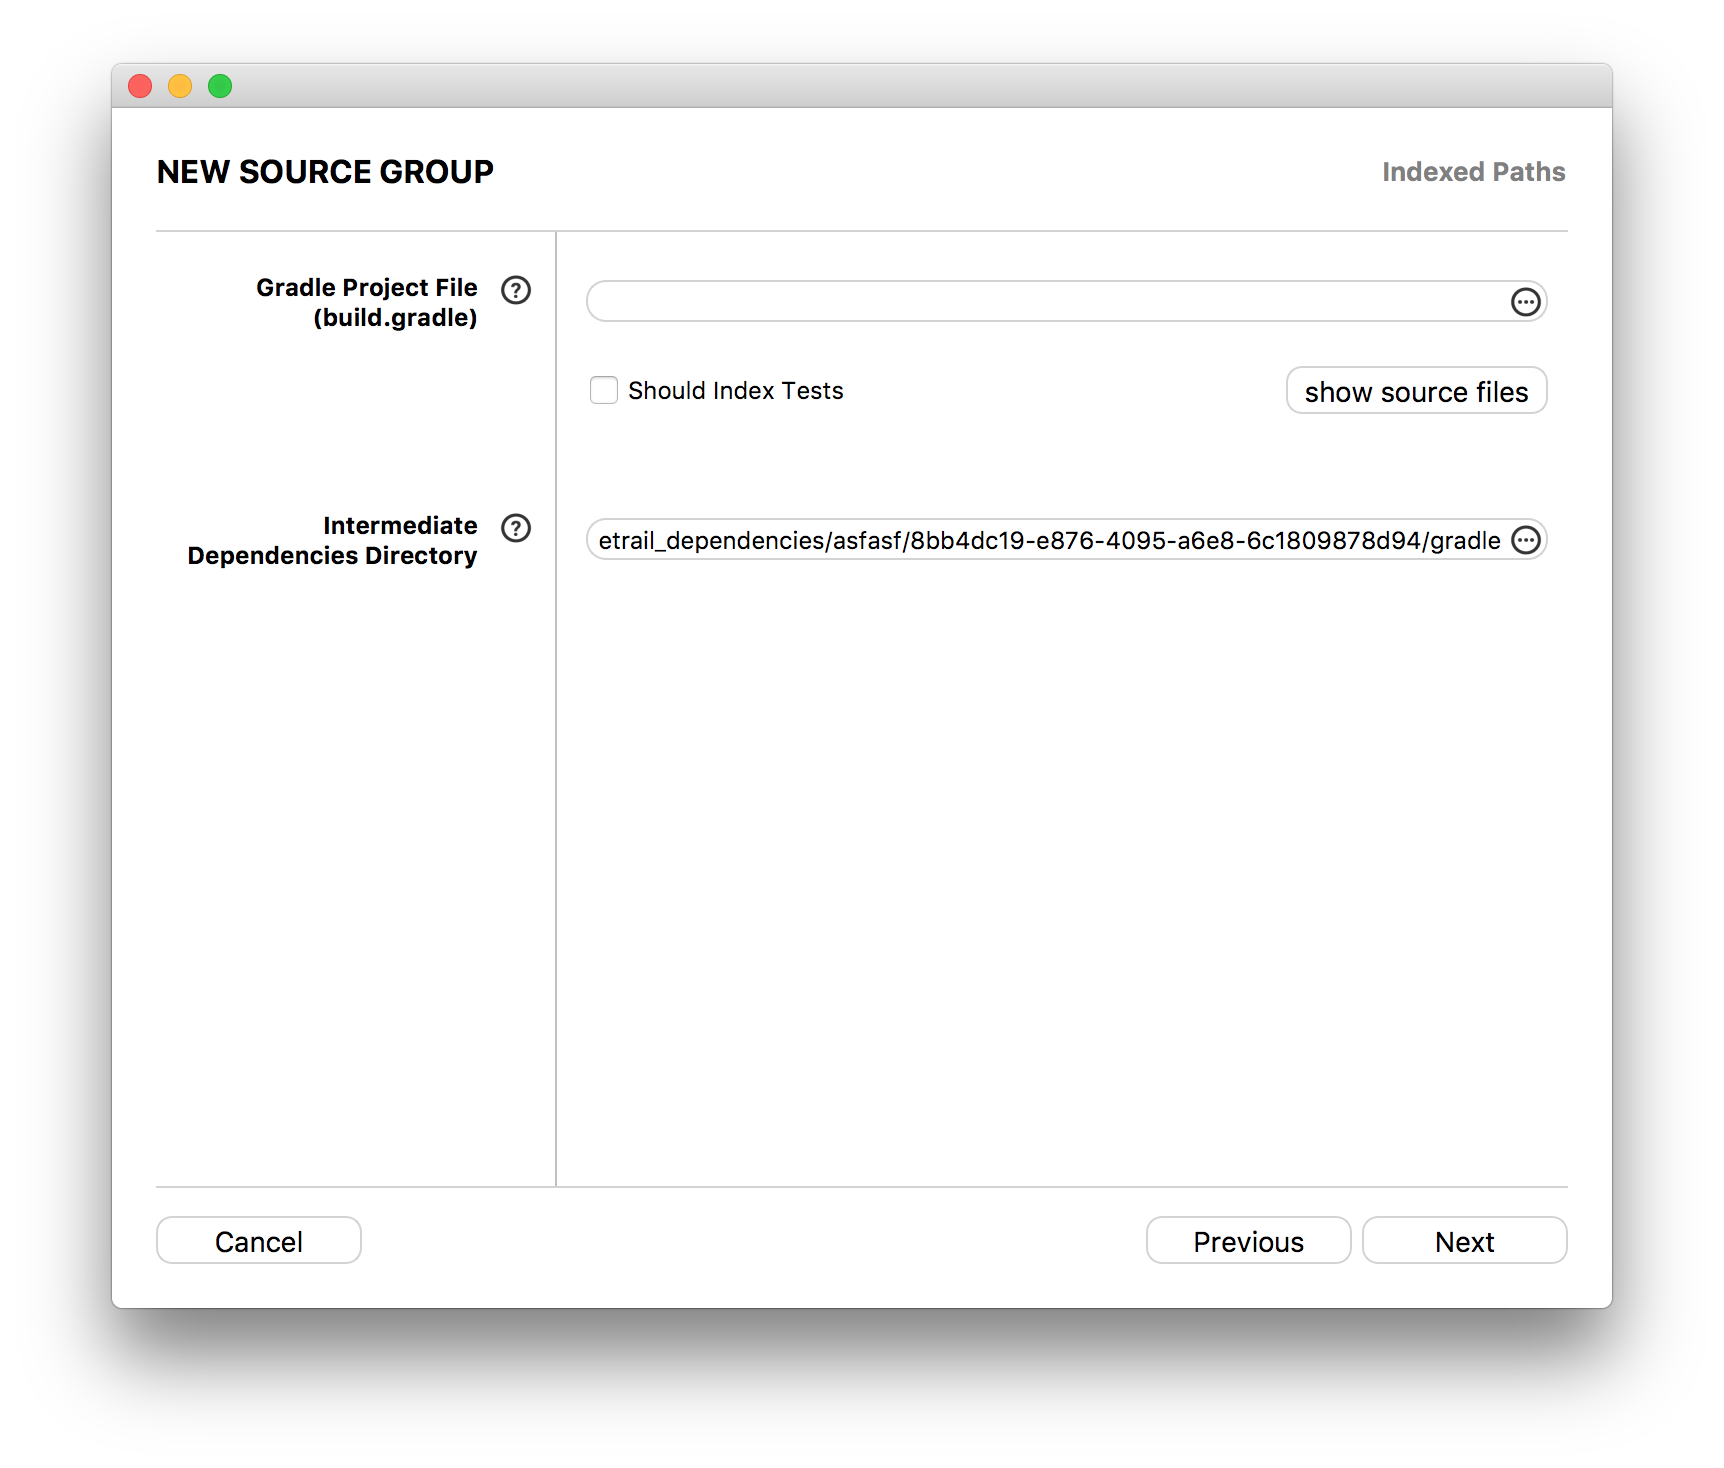 NEW SOURCE GROUP
Indexed Paths
Gradle Project File
(build.gradle)
Should Index Tests
show source files
Intermediate
Dependencies Directory
etrail_dependencies/asfasf/8bb4dc19-e876-4095-a6e8-6c1809878d94/gradle
Cancel
Previous
Next